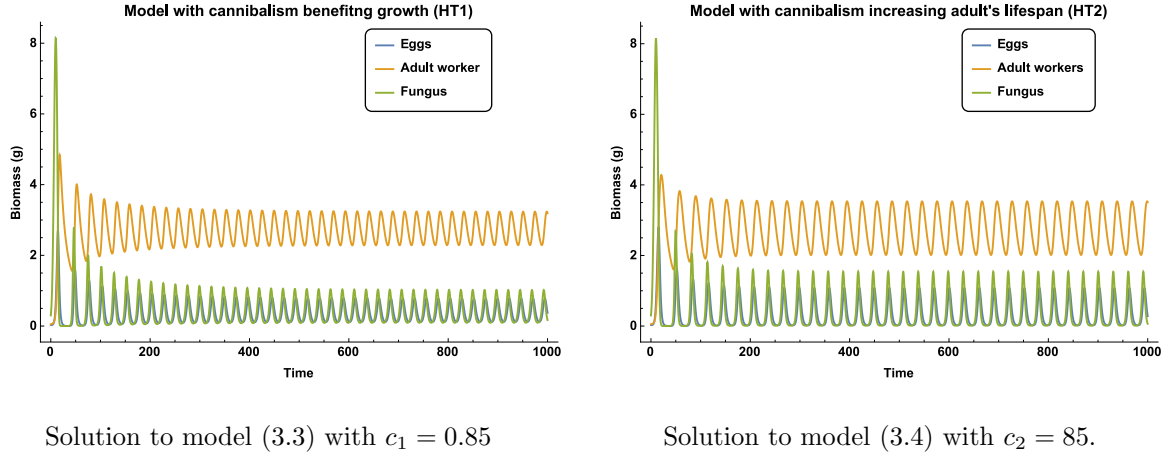 Model with cannibalism benefitng growth (HT1)
Eggs
Adult worker
Fungus
Biomass (g)
8
6
4
2
0
0 200 400 600 800 1000
Time
Solution to model (3.3) with c₁ = 0.85
Model with cannibalism increasing adult's lifespan (HT2)
Eggs
Adult workers
Fungus
Biomass (g)
8
6
4
2
0
0 200 400 600 800 1000
Time
Solution to model (3.4) with c₂ = 85.